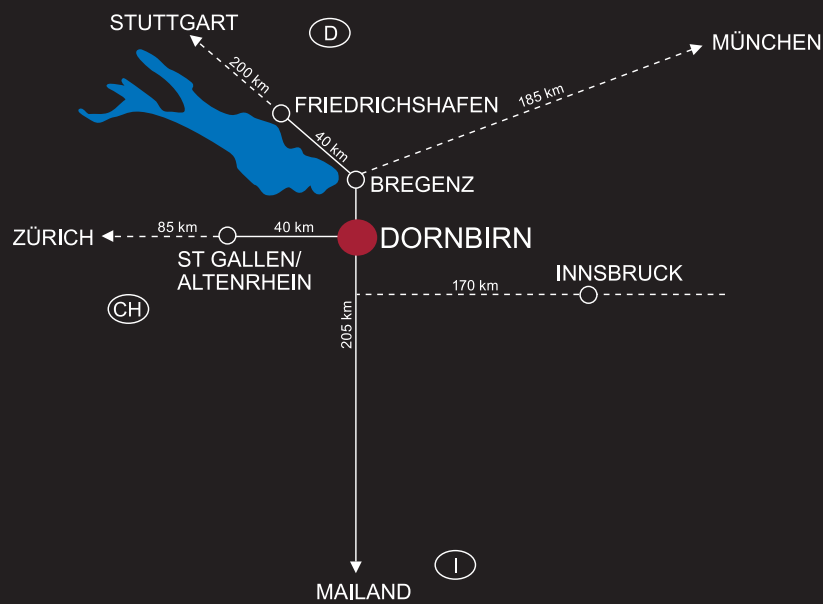 STUTTGART
D
MÜNCHEN
200 km
185 km
FRIEDRICHSHAFEN
40 km
BREGENZ
ZÜRICH
85 km
40 km
DORNBIRN
ST GALLEN/
ALTENRHEIN
INNSBRUCK
170 km
CH
205 km
I
MAILAND